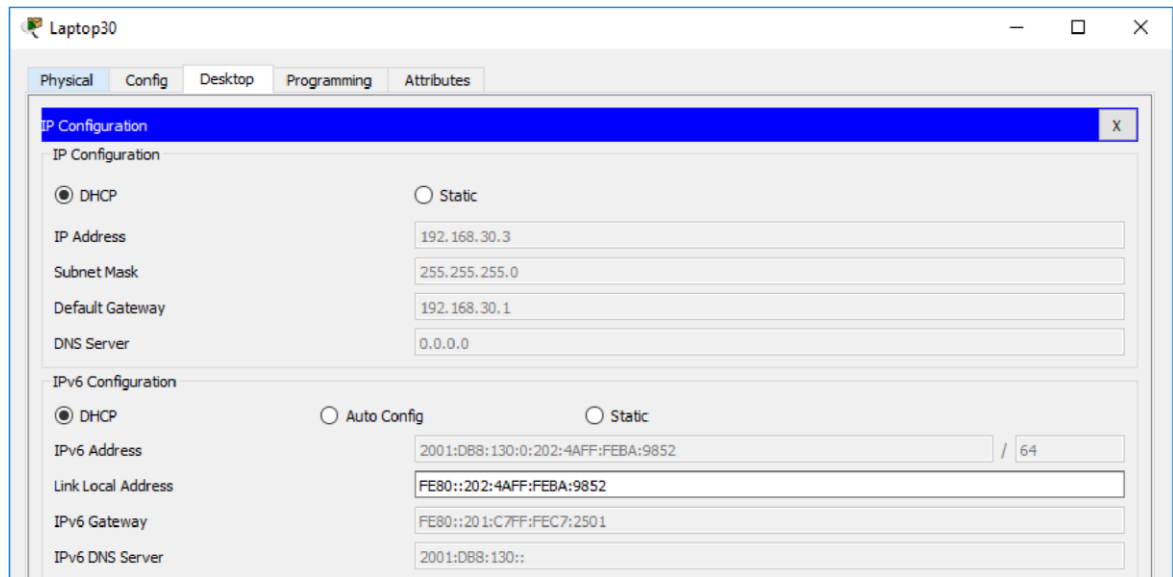 Laptop30
Physical Config Desktop Programming Attributes
IP Configuration X
IP Configuration
DHCP Static
IP Address 192.168.30.3
Subnet Mask 255.255.255.0
Default Gateway 192.168.30.1
DNS Server 0.0.0.0
IPv6 Configuration
DHCP Auto Config Static
IPv6 Address 2001:DB8:130:0:202:4AFF:FEBA:9852 / 64
Link Local Address FE80::202:4AFF:FEBA:9852
IPv6 Gateway FE80::201:C7FF:FEC7:2501
IPv6 DNS Server 2001:DB8:130::